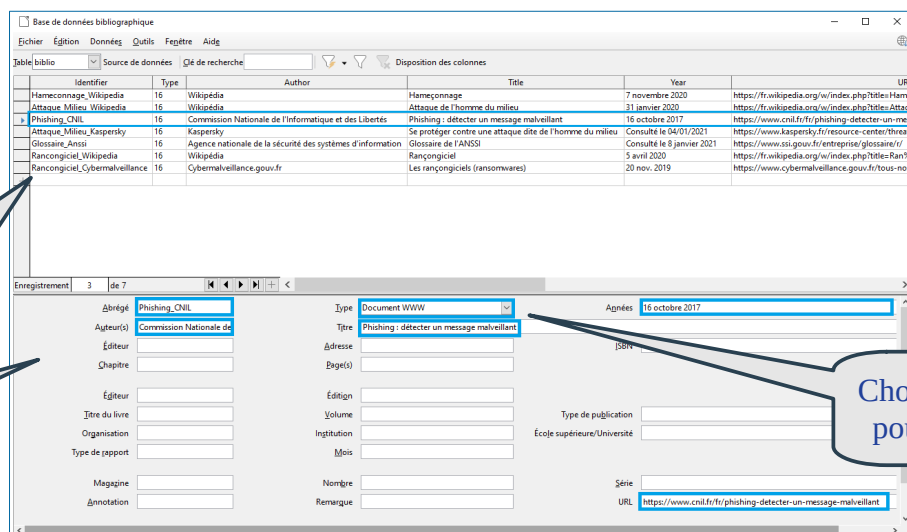 Base de données bibliographique
Fichier Édition Données Outils Fenêtre Aide
Table biblio Source de données Clé de recherche Disposition des colonnes
Identifier Type Author Title Year UR
Hameconnage_Wikipedia 16 Wikipédia Hameçonnage 7 novembre 2020 https://fr.wikipedia.org/w/index.php?title=Ham
Attaque_Milieu_Wikipedia 16 Wikipédia Attaque de l'homme du milieu 31 janvier 2020 https://fr.wikipedia.org/w/index.php?title=Attaq
Phishing_CNIL 16 Commission Nationale de l'Informatique et des Libertés Phishing : détecter un message malveillant 16 octobre 2017 https://www.cnil.fr/fr/phishing-detecter-un-me
Attaque_Milieu_Kaspersky 16 Kaspersky Se protéger contre une attaque dite de l'homme du milieu Consulté le 04/01/2021 https://www.kaspersky.fr/resource-center/threa
Glossaire_Anssi 16 Agence nationale de la sécurité des systèmes d'information Glossaire de l'ANSSI Consulté le 8 janvier 2021 https://www.ssi.gouv.fr/entreprise/glossaire/r/
Rancongiciel_Wikipedia 16 Wikipédia Rançongiciel 5 avril 2020 https://fr.wikipedia.org/w/index.php?title=Ran%
Rancongiciel_Cybermalveillance 16 Cybermalveillance.gouv.fr Les rançongiciels (ransomwares) 20 nov. 2019 https://www.cybermalveillance.gouv.fr/tous-no
Enregistrement 3 de 7
Abrégé Phishing_CNIL Type Document WWW Années 16 octobre 2017
Auteur(s) Commission Nationale de Titre Phishing : détecter un message malveillant
Éditeur Adresse ISBN
Chapitre Page(s)
Éditeur Édition
Titre du livre Volume Type de publication
Organisation Institution École supérieure/Université
Type de rapport Mois
Magazine Nombre Série
Annotation Remarque URL https://www.cnil.fr/fr/phishing-detecter-un-message-malveillant
Cho
pou